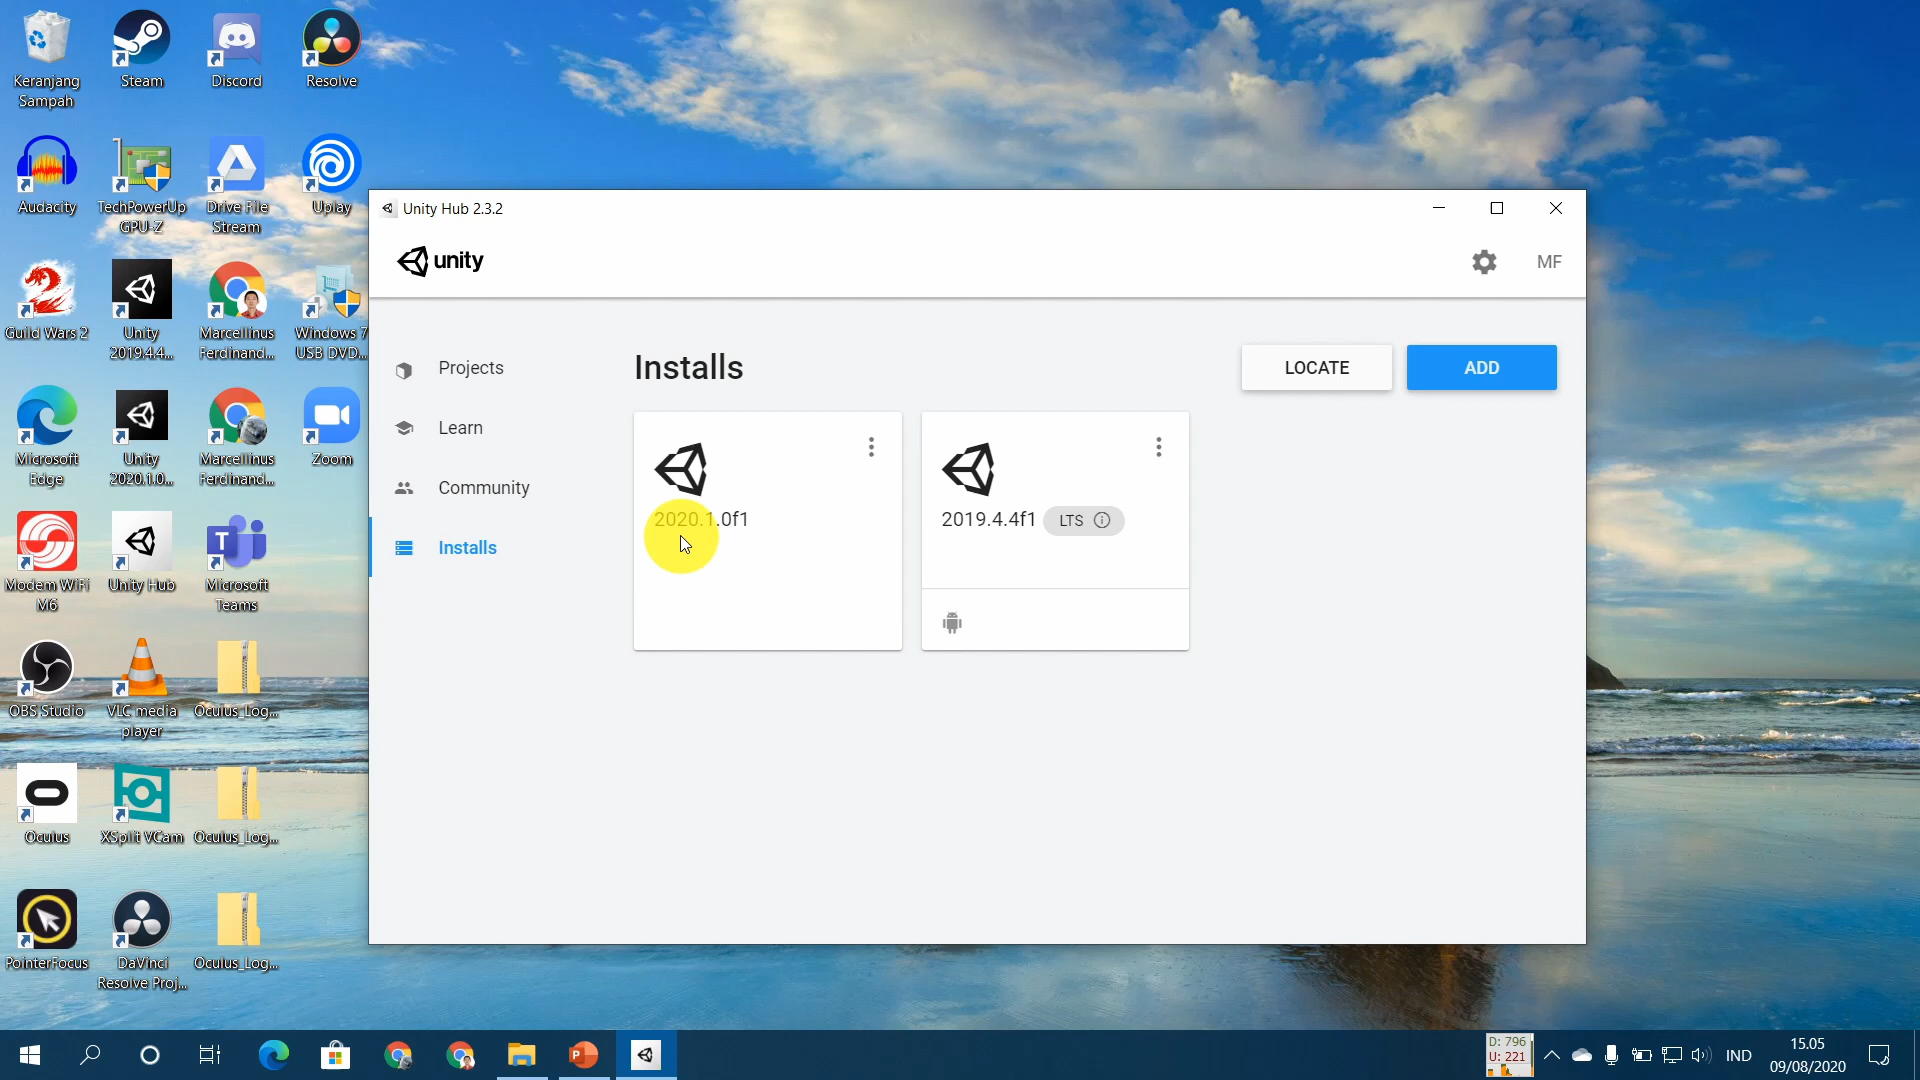 Keranjang
Sampah
Steam
Discord
Resolve
Audacity
TechPowerUp
GPU-Z
Drive File
Stream
Uplay
Guild Wars 2
Unity
2019.4.4...
Marcellinus
Ferdinand...
Windows 7
USB DVD...
Microsoft
Edge
Unity
2020.1.0...
Marcellinus
Ferdinand...
Zoom
Modem WiFi
M6
Unity Hub
Microsoft
Teams
OBS Studio
VLC media
player
Oculus_Log...
Oculus
XSplit VCam
Oculus_Log...
PointerFocus
DaVinci
Resolve Proj...
Oculus_Log...
Unity Hub 2.3.2
unity
MF
Projects
Learn
Community
Installs
Installs
LOCATE
ADD
2020.1.0f1
2019.4.4f1
LTS
D: 796
U: 221
IND
15.05
09/08/2020